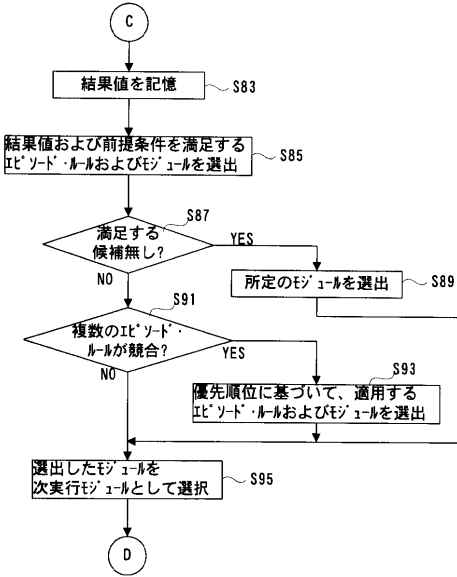 C
結果値を記憶
S83
結果値および前提条件を満足する
ｴﾋﾟｿｰﾄﾞ・ﾙｰﾙおよびﾓｼﾞｭｰﾙを選出
S85
S87
満足する
候補無し?
YES
NO
所定のﾓｼﾞｭｰﾙを選出
S89
S91
複数のｴﾋﾟｿｰﾄﾞ・
ﾙｰﾙが競合?
YES
NO
S93
優先順位に基づいて、適用する
ｴﾋﾟｿｰﾄﾞ・ﾙｰﾙおよびﾓｼﾞｭｰﾙを選出
選出したﾓｼﾞｭｰﾙを
次実行ﾓｼﾞｭｰﾙとして選択
S95
D